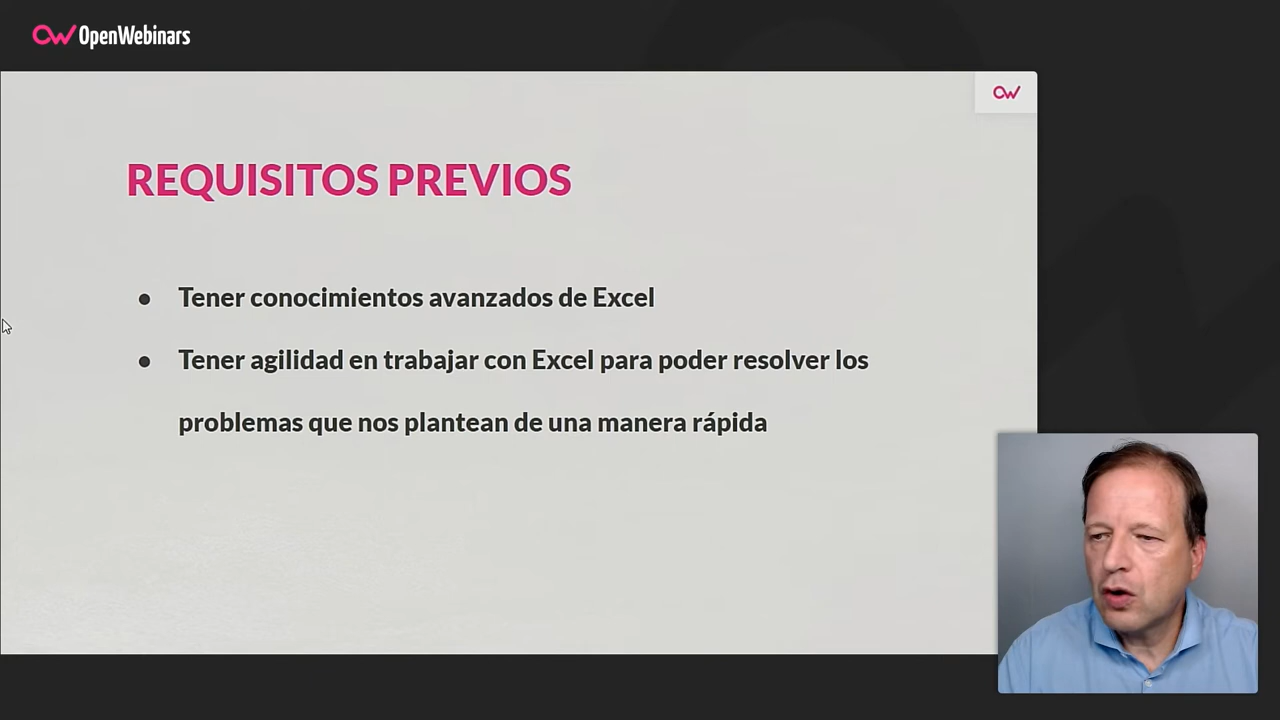 OpenWebinars
REQUISITOS PREVIOS
● Tener conocimientos avanzados de Excel
● Tener agilidad en trabajar con Excel para poder resolver los
problemas que nos plantean de una manera rápida